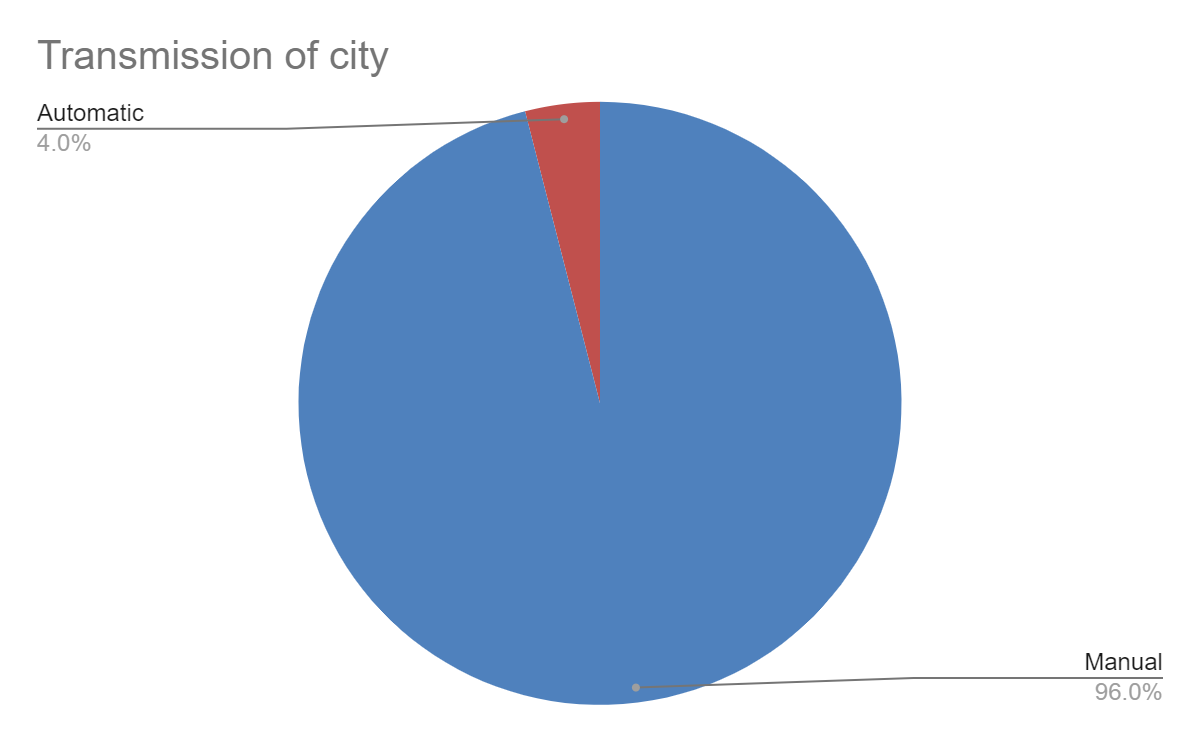 Transmission of city
Automatic
4.0%
Manual
96.0%